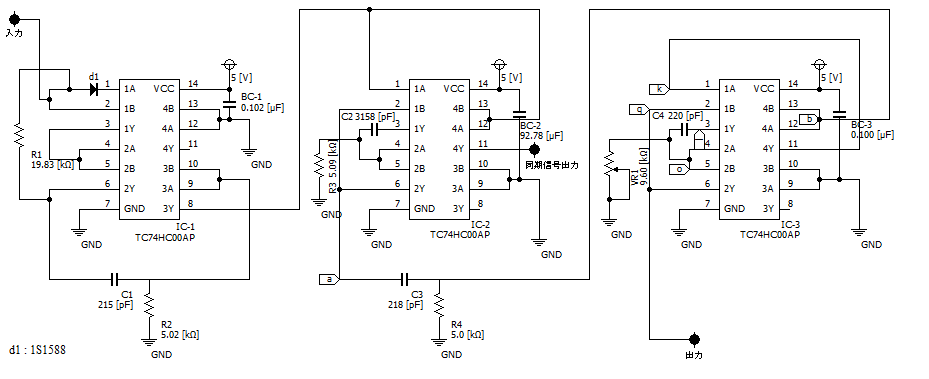 入力
d1
R1
19.83 [kΩ]
1 1A VCC 14
2 1B 4B 13
3 1Y 4A 12
4 2A 4Y 11
5 2B 3B 10
6 2Y 3A 9
7 GND 3Y 8
IC-1
TC74HC00AP
5 [V]
BC-1
0.102 [μF]
GND
GND
C1
215 [pF]
R2
5.02 [kΩ]
GND
d1 : 1S1588
C2 3158 [pF]
R3 5.09 [kΩ]
GND
1 1A VCC 14
2 1B 4B 13
3 1Y 4A 12
4 2A 4Y 11
5 2B 3B 10
6 2Y 3A 9
7 GND 3Y 8
IC-2
TC74HC00AP
5 [V]
BC-2
92.78 [μF]
同期信号出力
GND
GND
a
C3
218 [pF]
R4
5.0 [kΩ]
GND
k
q
C4 220 [pF]
VR1
9.60 [kΩ]
GND
o
1 1A VCC 14
2 1B 4B 13
3 1Y 4A 12
4 2A 4Y 11
5 2B 3B 10
6 2Y 3A 9
7 GND 3Y 8
IC-3
TC74HC00AP
5 [V]
b
BC-3
0.100 [μF]
GND
GND
出力